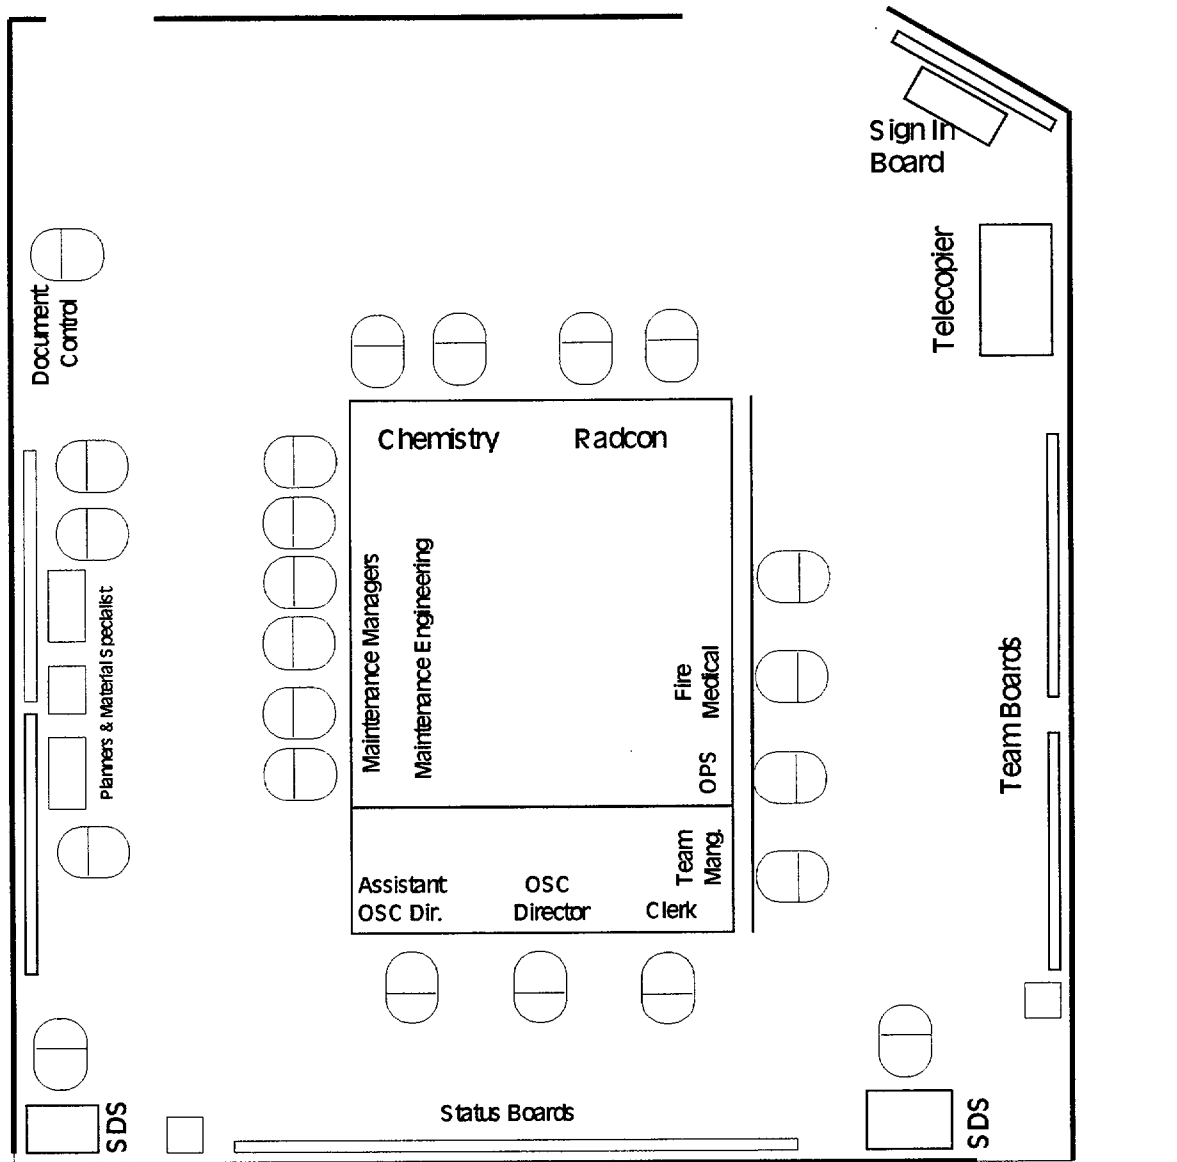 Sign In
Board
Telecopier
Document
Control
Chemistry
Radcon
Maintenance Managers
Maintenance Engineering
Planners & Material Specialist
Fire
Medical
OPS
Team Boards
Team
Mang.
Assistant
OSC Dir.
OSC
Director
Clerk
SDS
Status Boards
SDS